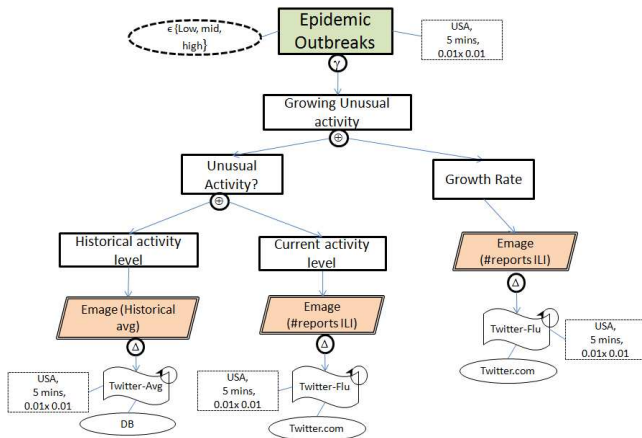 Epidemic
Outbreaks
ϵ {Low, mid,
high}
USA,
5 mins,
0.01x 0.01
γ
Growing Unusual
activity
⊕
Unusual
Activity?
⊕
Growth Rate
Historical activity
level
Current activity
level
Emage
(#reports ILI)
Δ
Emage (Historical
avg)
Δ
Emage
(#reports ILI)
Δ
Twitter-Flu
USA,
5 mins,
0.01x 0.01
Twitter.com
USA,
5 mins,
0.01x 0.01
Twitter-Avg
DB
USA,
5 mins,
0.01x 0.01
Twitter-Flu
Twitter.com